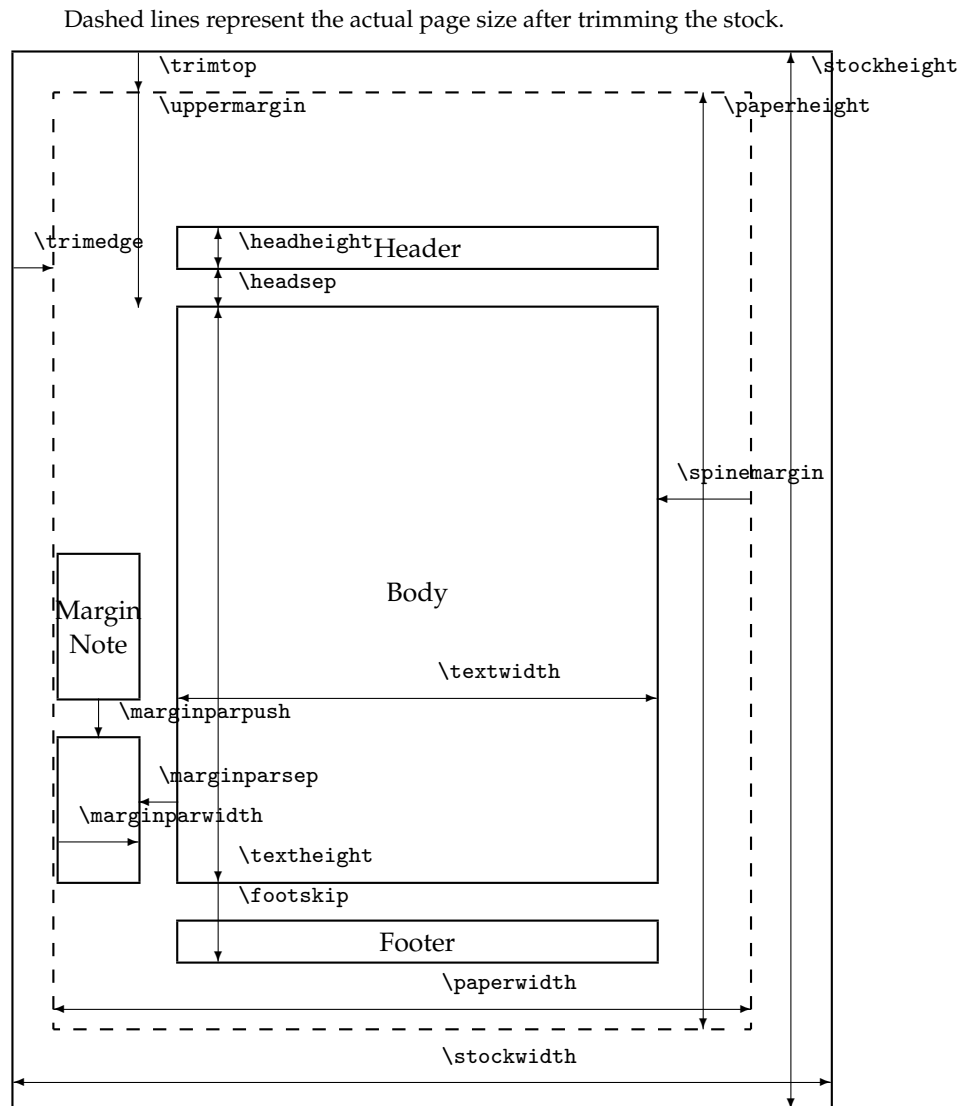 Dashed lines represent the actual page size after trimming the stock.
\trimtop
\stockheight
\uppermargin
\paperheight
\trimedge
\headheight
Header
\headsep
\spinemargin
Body
Margin
Note
\textwidth
\marginparpush
\marginparsep
\marginparwidth
\textheight
\footskip
Footer
\paperwidth
\stockwidth